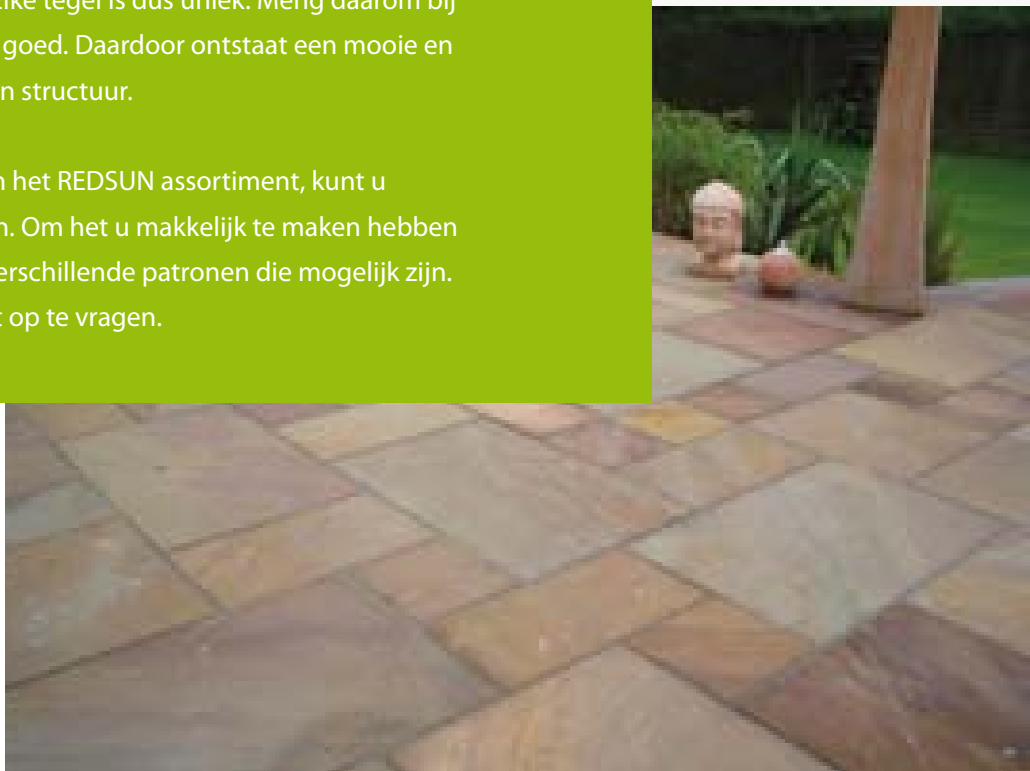 tegel is dus uniek. Meng daarom bij
goed. Daardoor ontstaat een mooie en
n structuur.
het REDSUN assortiment, kunt u
n. Om het u makkelijk te maken hebben
erschillende patronen die mogelijk zijn.
t op te vragen.